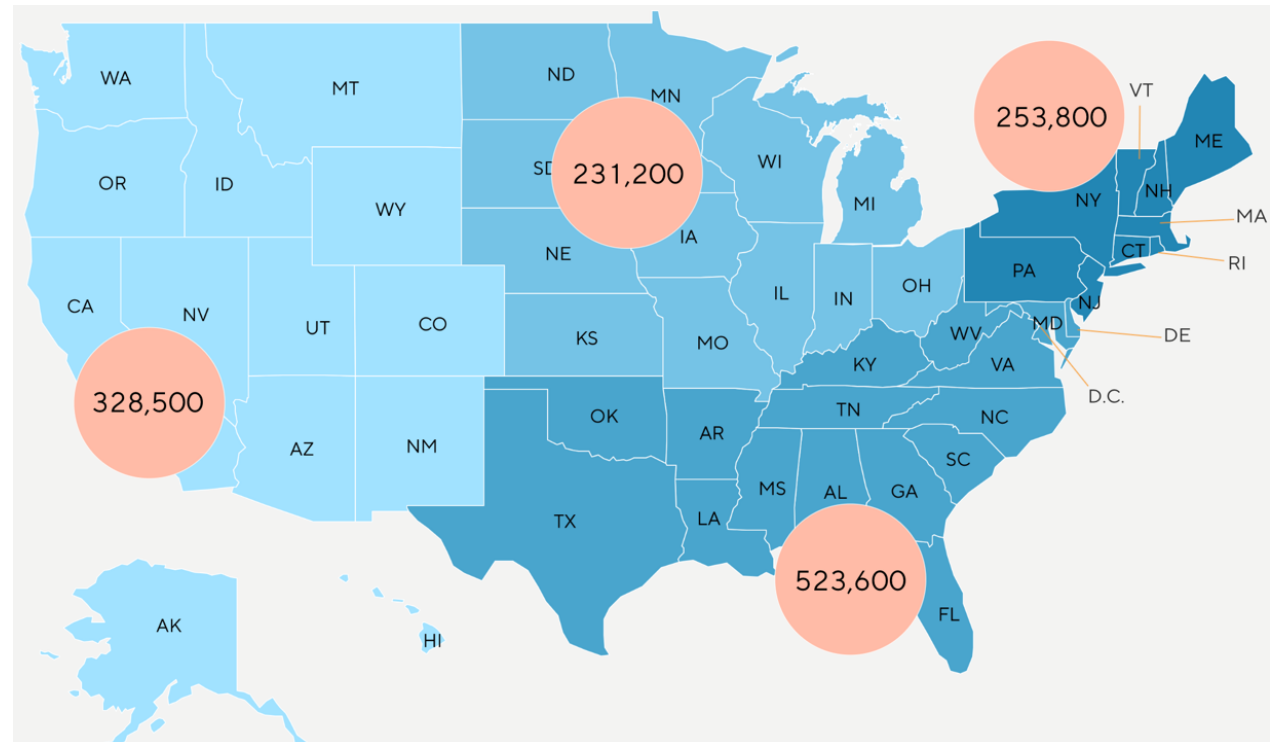 WA
MT
ND
MN
VT
253,800
ME
OR
ID
WY
SD
231,200
WI
MI
NY
NH
MA
CT
RI
CA
NV
UT
CO
NE
IA
IL
IN
OH
PA
NJ
MD
DE
KS
MO
WV
KY
VA
D.C.
328,500
AZ
NM
OK
AR
TN
NC
SC
TX
LA
MS
AL
GA
523,600
FL
AK
HI